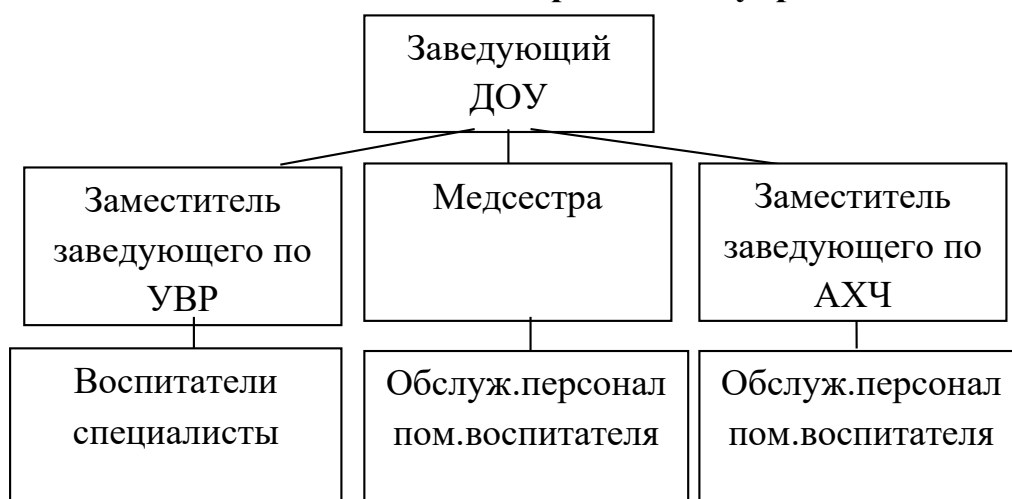 Заведующий
ДОУ
Заместитель
заведующего по
УВР
Медсестра
Заместитель
заведующего по
АХЧ
Воспитатели
специалисты
Обслуж.персонал
пом.воспитателя
Обслуж.персонал
пом.воспитателя